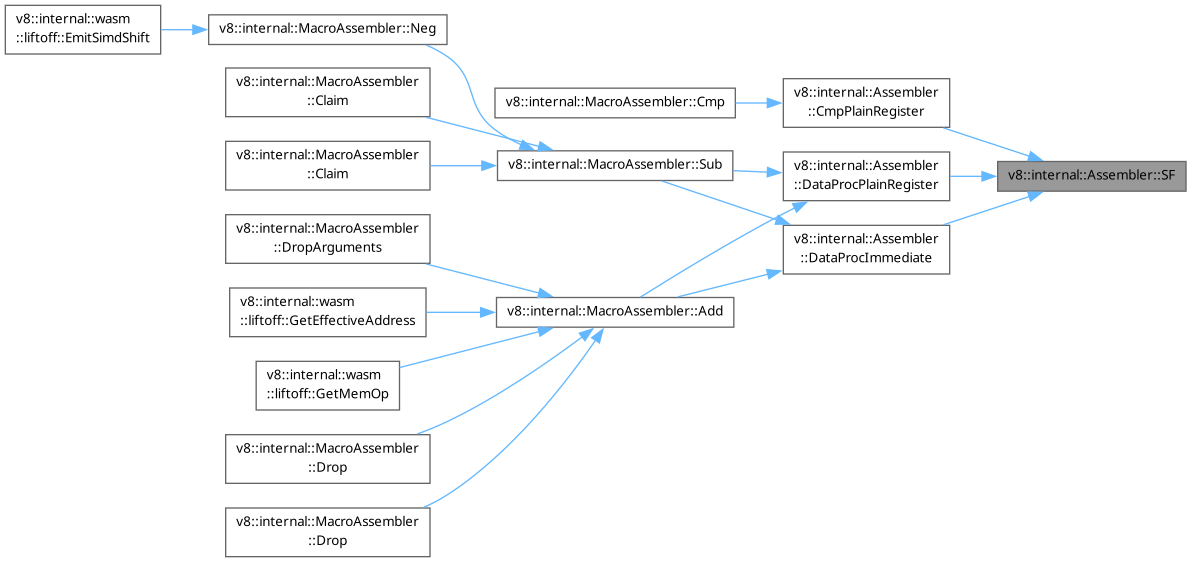 v8::internal::wasm
::liftoff::EmitSimdShift
v8::internal::MacroAssembler::Neg
v8::internal::MacroAssembler
::Claim
v8::internal::MacroAssembler
::Claim
v8::internal::MacroAssembler
::DropArguments
v8::internal::wasm
::liftoff::GetEffectiveAddress
v8::internal::wasm
::liftoff::GetMemOp
v8::internal::MacroAssembler
::Drop
v8::internal::MacroAssembler
::Drop
v8::internal::MacroAssembler::Cmp
v8::internal::MacroAssembler::Sub
v8::internal::MacroAssembler::Add
v8::internal::Assembler
::CmpPlainRegister
v8::internal::Assembler
::DataProcPlainRegister
v8::internal::Assembler
::DataProcImmediate
v8::internal::Assembler::SF